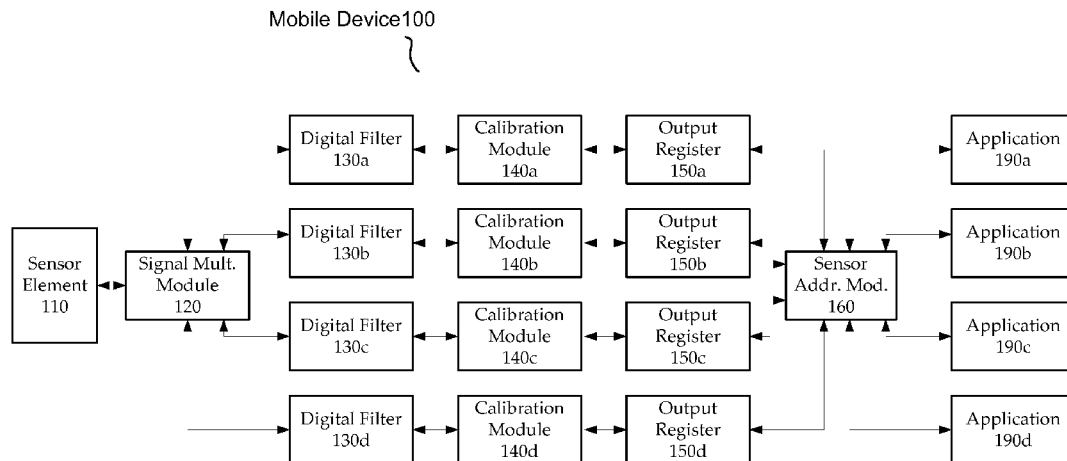 Mobile Device100
Digital Filter
130a
Calibration
Module
140a
Output
Register
150a
Application
190a
Digital Filter
130b
Calibration
Module
140b
Output
Register
150b
Application
190b
Sensor
Element
110
Signal Mult.
Module
120
Sensor
Addr. Mod.
160
Digital Filter
130c
Calibration
Module
140c
Output
Register
150c
Application
190c
Digital Filter
130d
Calibration
Module
140d
Output
Register
150d
Application
190d